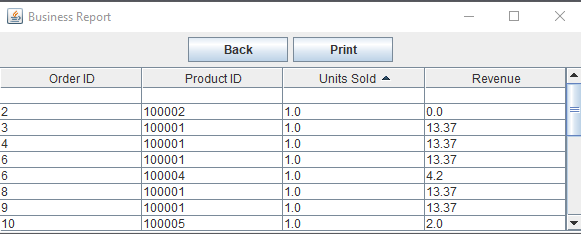 Business Report
Back Print
Order ID Product ID Units Sold Revenue
2 100002 1.0 0.0
3 100001 1.0 13.37
4 100001 1.0 13.37
6 100001 1.0 13.37
6 100004 1.0 4.2
8 100001 1.0 13.37
9 100001 1.0 13.37
10 100005 1.0 2.0